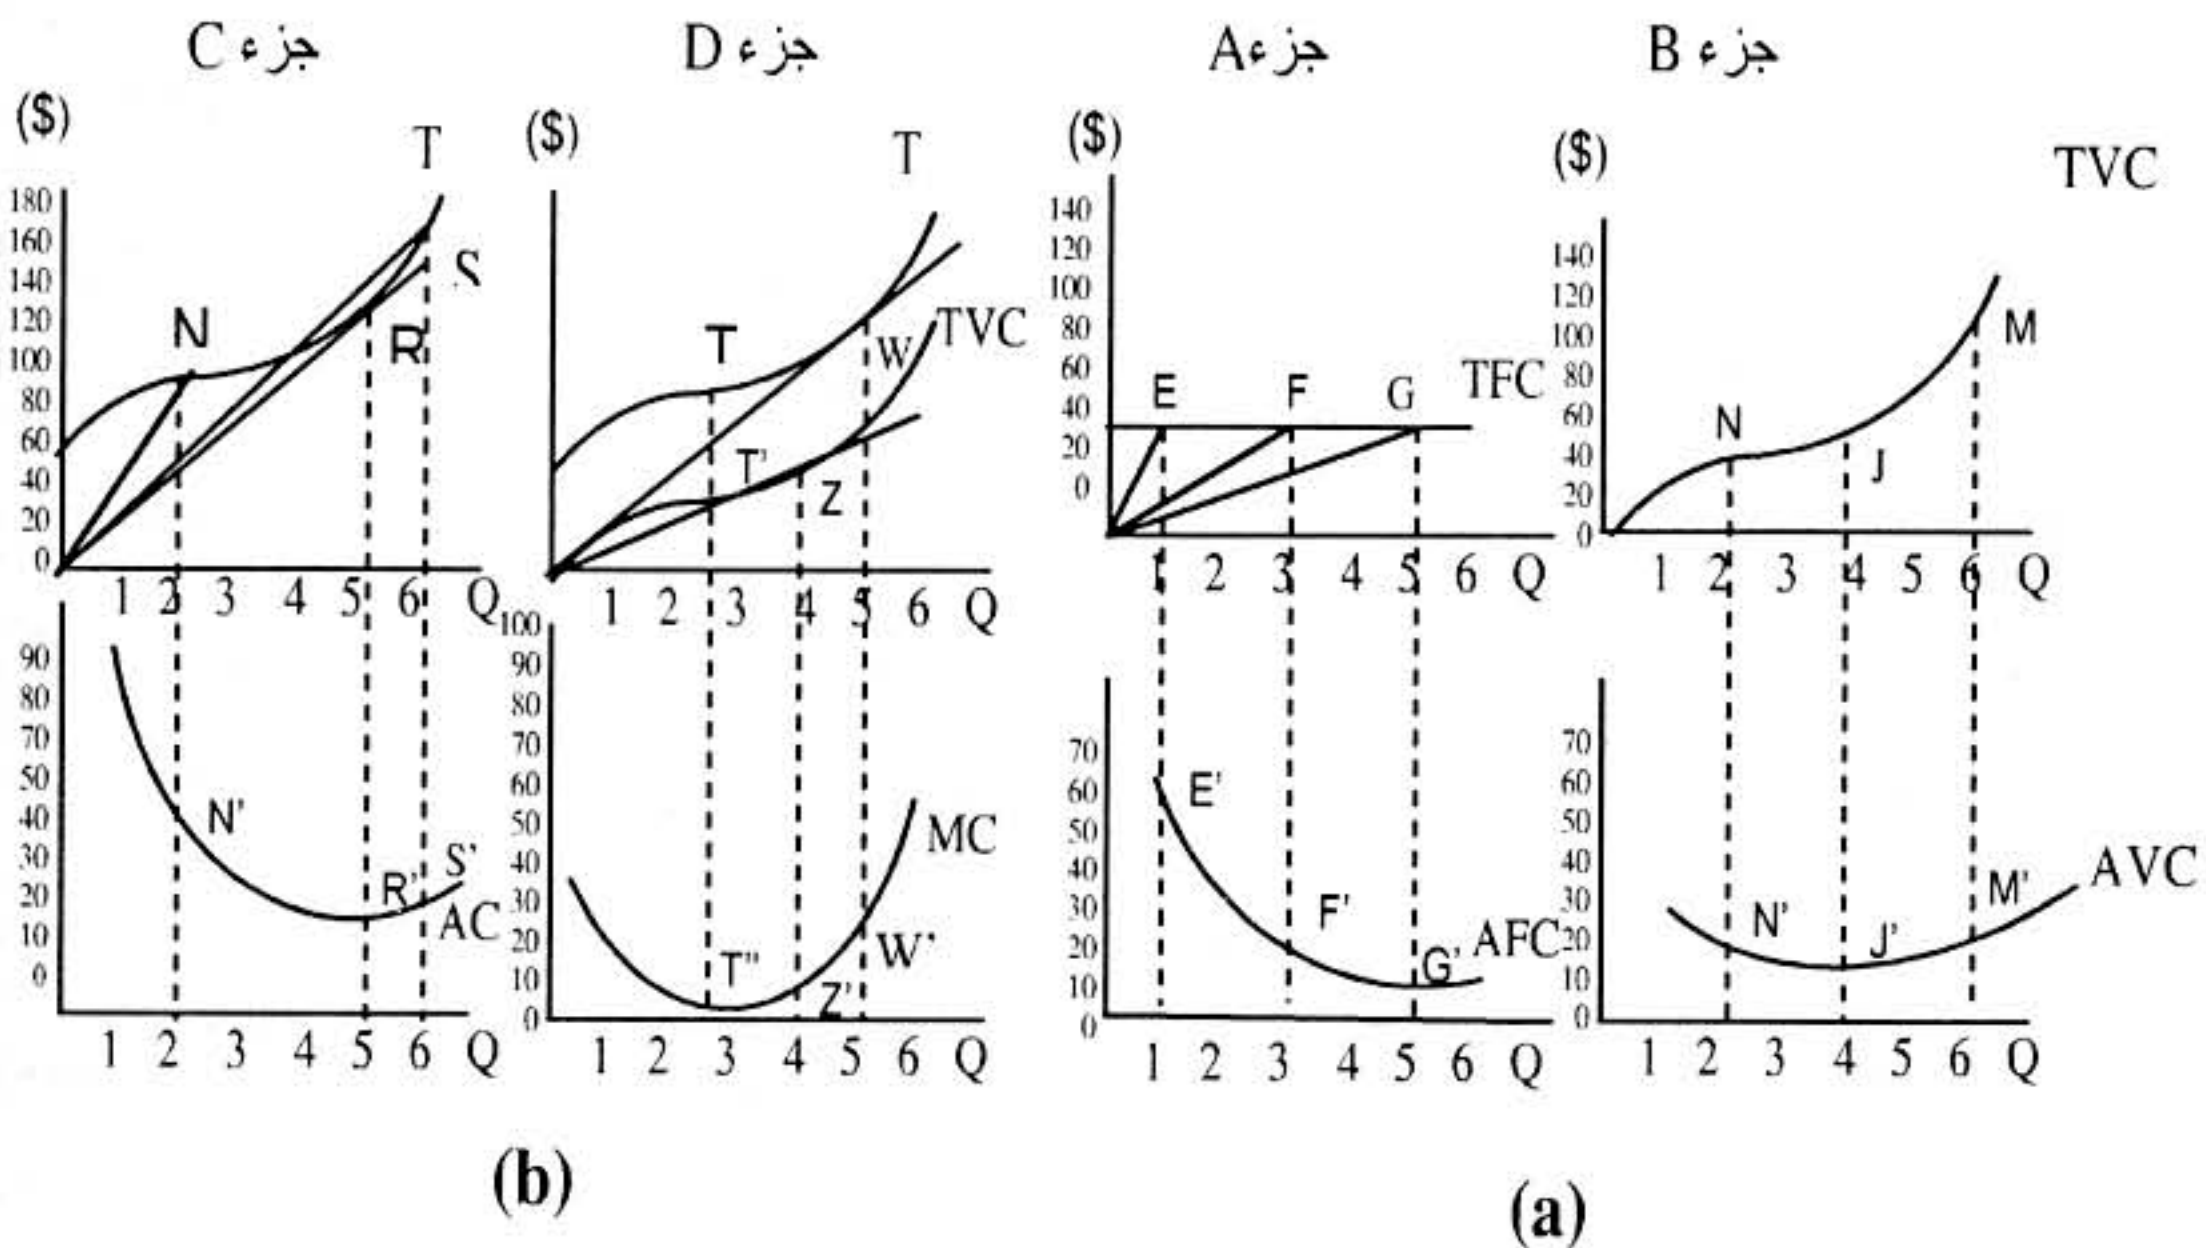 C جزء
D جزء
A جزء
B جزء
($)
T
180
160
140
120
100
80
60
40
20
0
N
R
S
1 2 3 4 5 6 Q
90
80
70
60
50
40
30
20
10
0
N'
R'
S'
AC
1 2 3 4 5 6 Q
($)
T
TVC
T
W
T'
Z
1 2 3 4 5 6 Q
100
90
80
70
60
50
40
30
20
10
0
MC
T"
Z'
W'
1 2 3 4 5 6 Q
(b)
($)
140
120
100
80
60
40
20
0
E F G TFC
1 2 3 4 5 6 Q
70
60
50
40
30
20
10
0
E'
F'
G'
AFC
1 2 3 4 5 6 Q
($)
TVC
140
120
100
80
60
40
20
0
N
J
M
1 2 3 4 5 6 Q
70
60
50
40
30
20
10
0
N'
J'
M'
AVC
1 2 3 4 5 6 Q
(a)